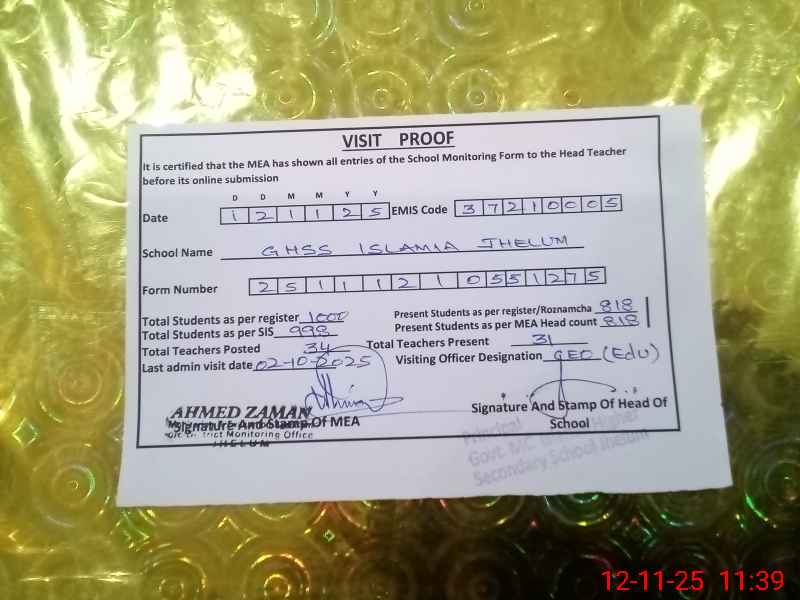 VISIT PROOF
It is certified that the MEA has shown all entries of the School Monitoring Form to the Head Teacher
before its online submission
D D M M Y Y
Date 1 2 1 1 2 5 EMIS Code 3 7 2 1 0 0 0 5
School Name GHSS ISLAMIA JHELUM
Form Number 2 5 1 1 1 2 1 0 5 5 1 2 7 5
Total Students as per register 1000 Present Students as per register/Roznamcha 818
Total Students as per SIS 998 Present Students as per MEA Head count 818
Total Teachers Posted 34 Total Teachers Present 31
Last admin visit date 02-10-2025 Visiting Officer Designation CEO (Edu)
AHMED ZAMAN
Signature And Stamp Of MEA
District Monitoring Office
JHELUM
Signature And Stamp Of Head Of
School
Principal
Govt. Higher
Secondary School Jhelum
12-11-25 11:39